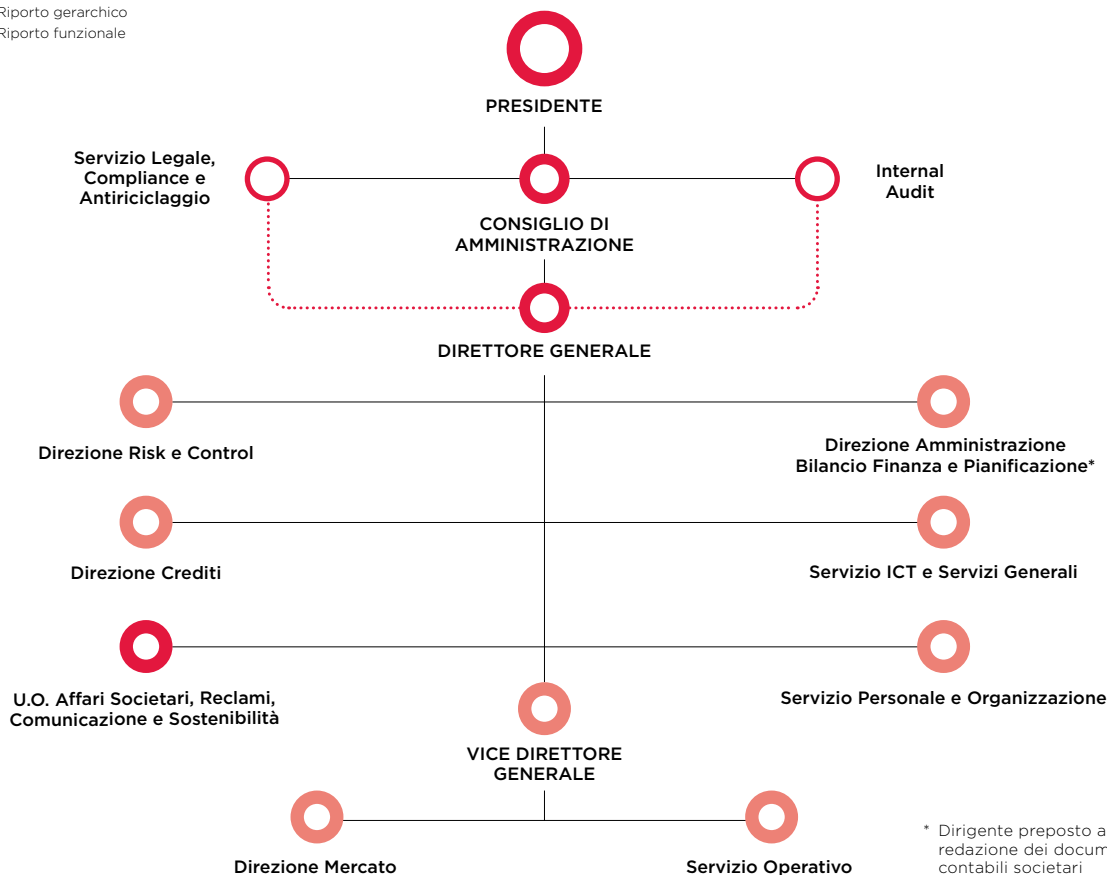 Riporto gerarchico
Riporto funzionale
PRESIDENTE
Servizio Legale,
Compliance e
Antiriciclaggio
Internal
Audit
CONSIGLIO DI
AMMINISTRAZIONE
DIRETTORE GENERALE
Direzione Risk e Control
Direzione Amministrazione
Bilancio Finanza e Pianificazione*
Direzione Crediti
Servizio ICT e Servizi Generali
U.O. Affari Societari, Reclami,
Comunicazione e Sostenibilità
Servizio Personale e Organizzazione
VICE DIRETTORE
GENERALE
Direzione Mercato
Servizio Operativo
* Dirigente preposto a
redazione dei docum
contabili societari